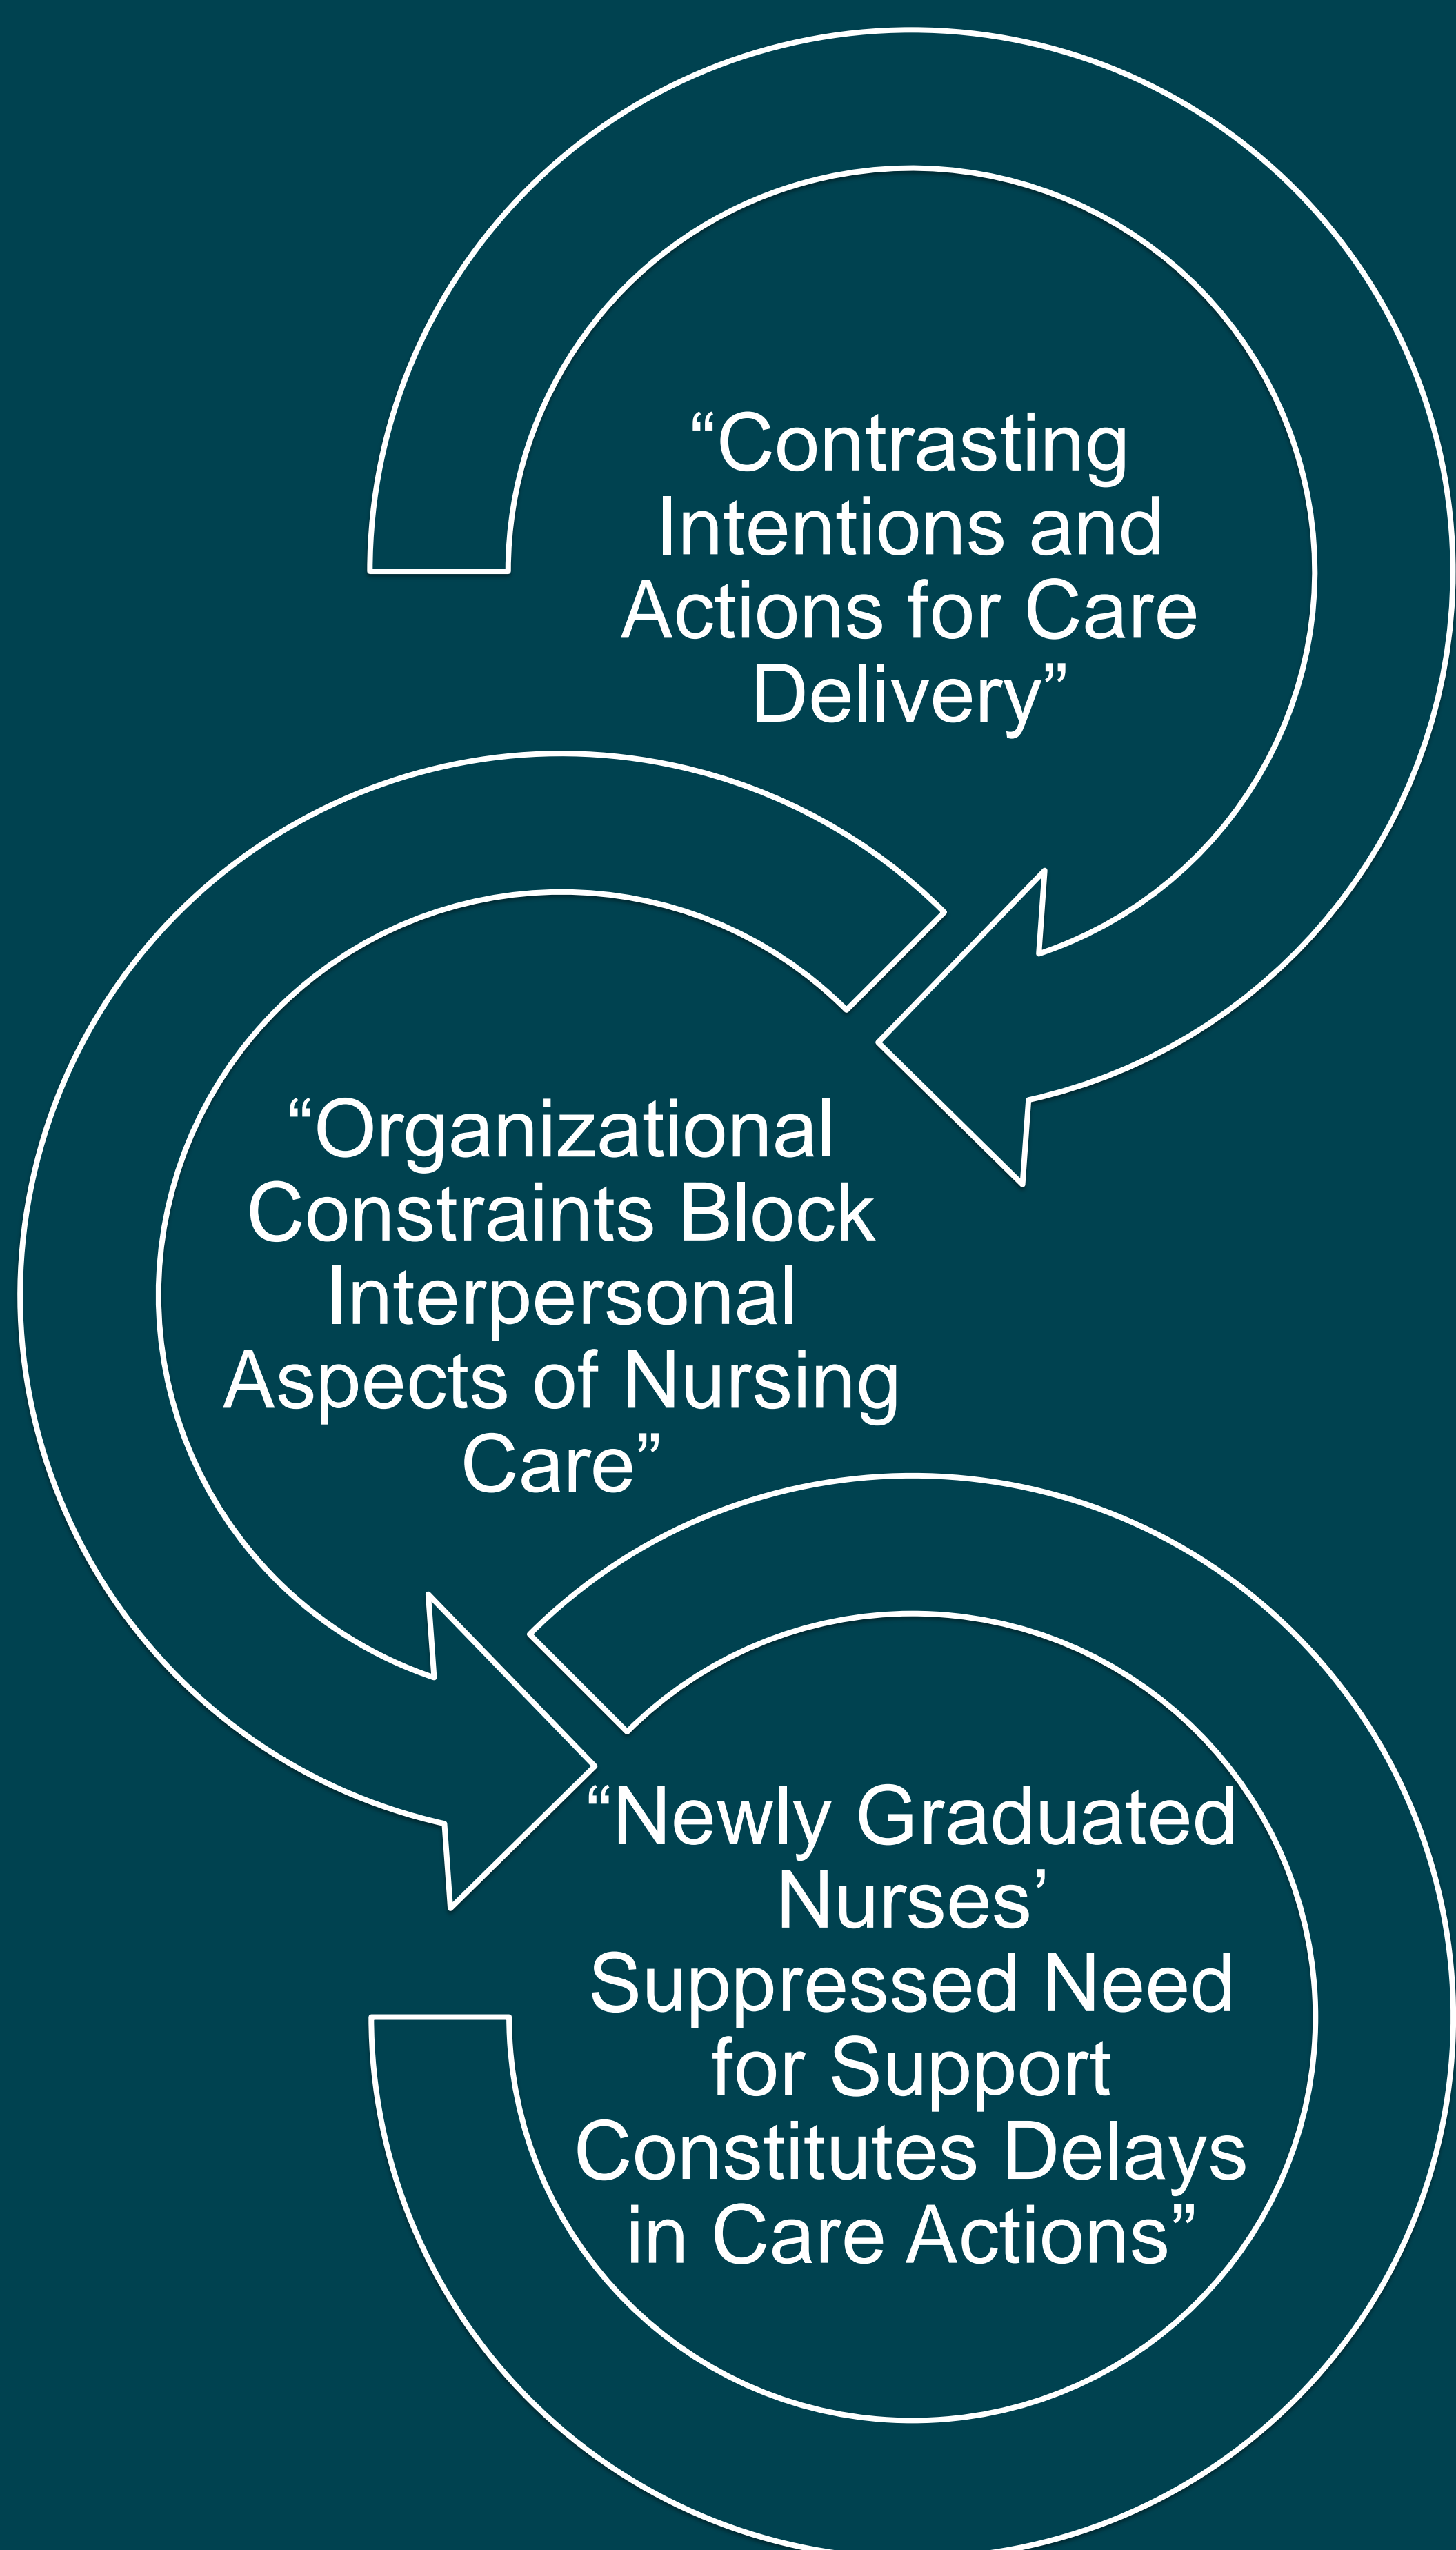 “Contrasting
Intentions and
Actions for Care
Delivery”
“Organizational
Constraints Block
Interpersonal
Aspects of Nursing
Care”
“Newly Graduated
Nurses’
Suppressed Need
for Support
Constitutes Delays
in Care Actions”